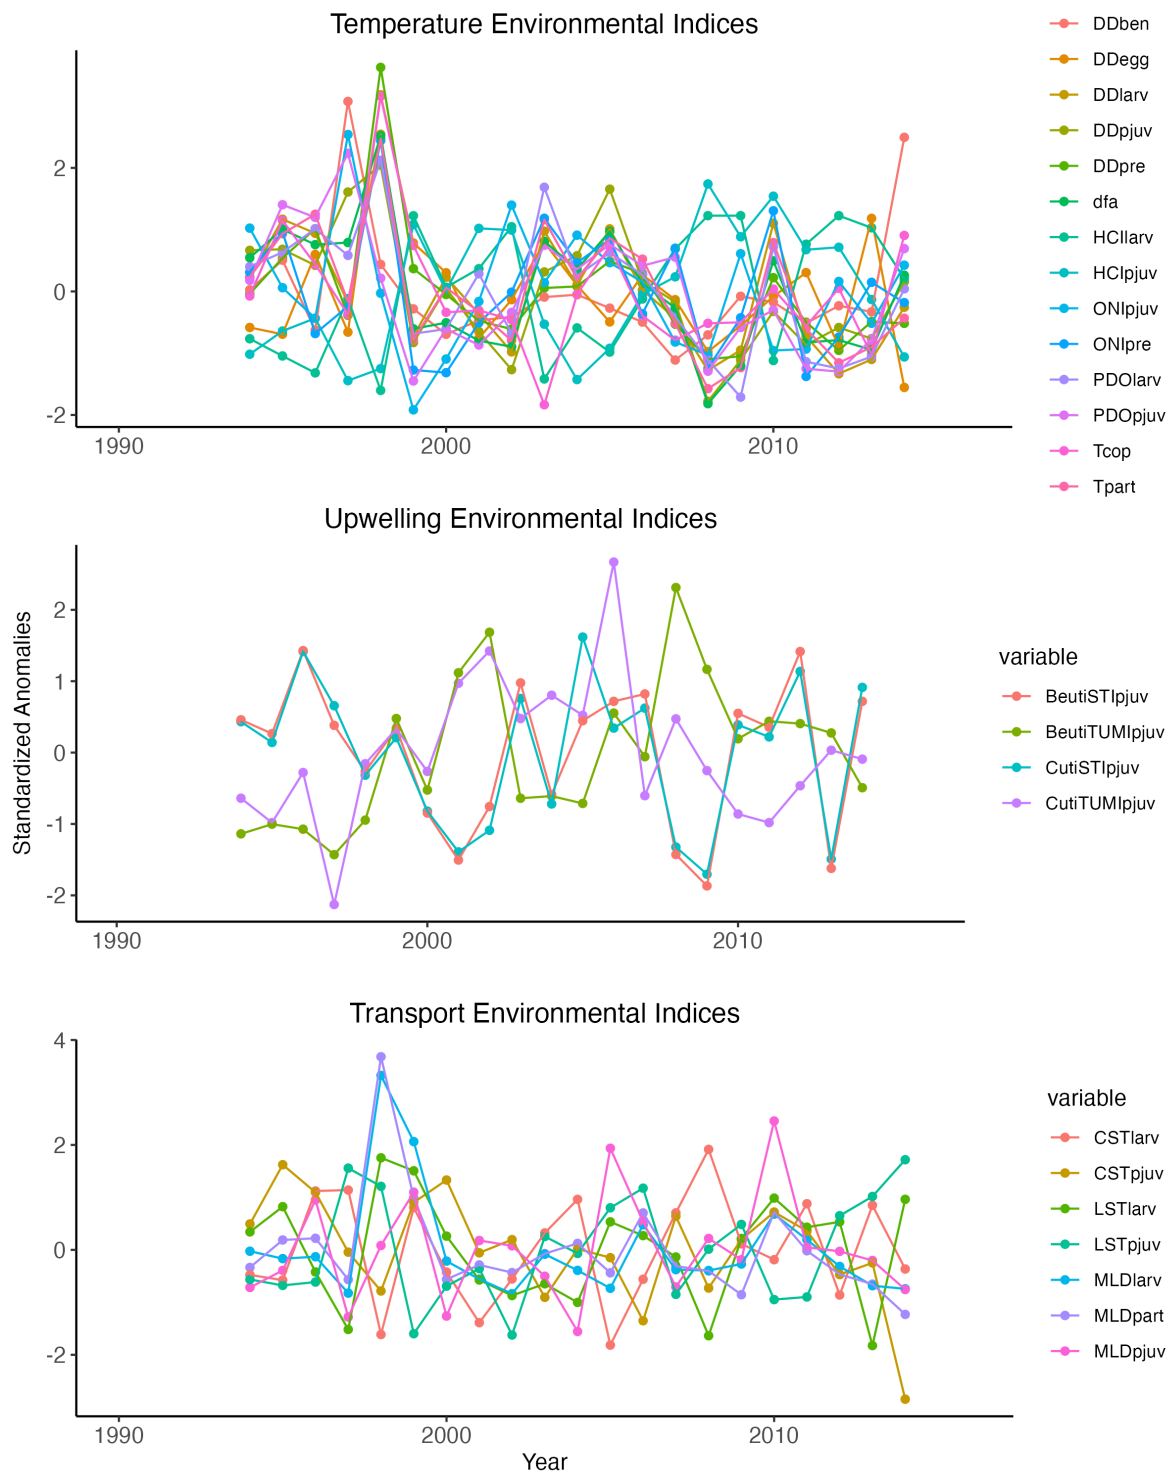 Temperature Environmental Indices
2
0
-2
1990
2000
2010
DDben
DDegg
DDlarv
DDpjuv
DDpre
dfa
HCIlarv
HCIpjuv
ONIpjuv
ONIpre
PDOlarv
PDOpjuv
Tcop
Tpart
Upwelling Environmental Indices
Standardized Anomalies
2
1
0
-1
-2
1990
2000
2010
variable
BeutiSTIpjuv
BeutiTUMIpjuv
CutiSTIpjuv
CutiTUMIpjuv
Transport Environmental Indices
4
2
0
-2
1990
2000
2010
Year
variable
CSTlarv
CSTpjuv
LSTlarv
LSTpjuv
MLDlarv
MLDpart
MLDpjuv